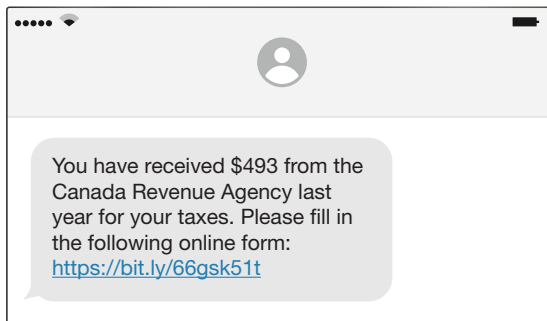 You have received $493 from the
Canada Revenue Agency last
year for your taxes. Please fill in
the following online form:
https://bit.ly/66gsk51t